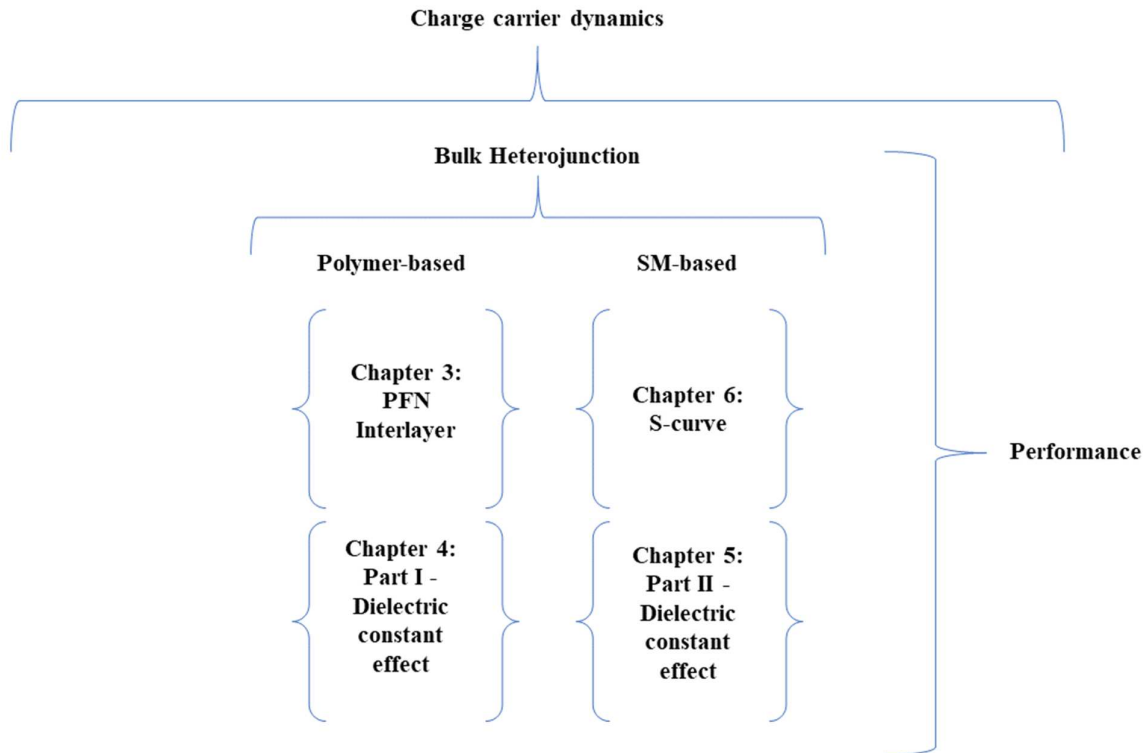 Charge carrier dynamics
Bulk Heterojunction
Polymer-based
SM-based
Chapter 3:
PFN
Interlayer
Chapter 6:
S-curve
Performance
Chapter 4:
Part I -
Dielectric
constant
effect
Chapter 5:
Part II -
Dielectric
constant
effect